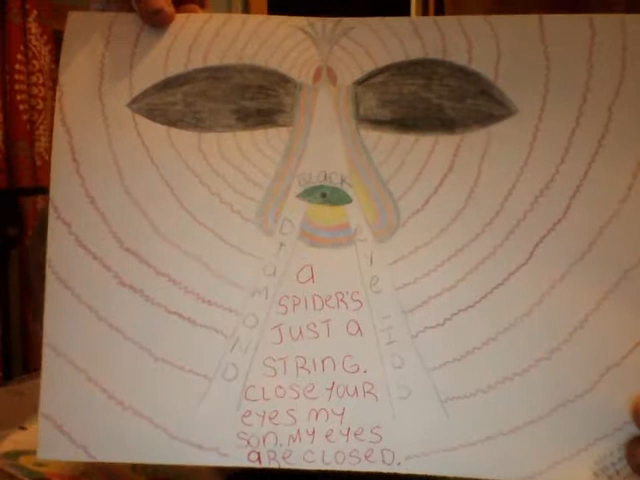 BLACK
DIAMOND
a
SPIDER'S
JUST a
STRING.
CLOSE YOUR
eyes my
son. My eyes
are closed.